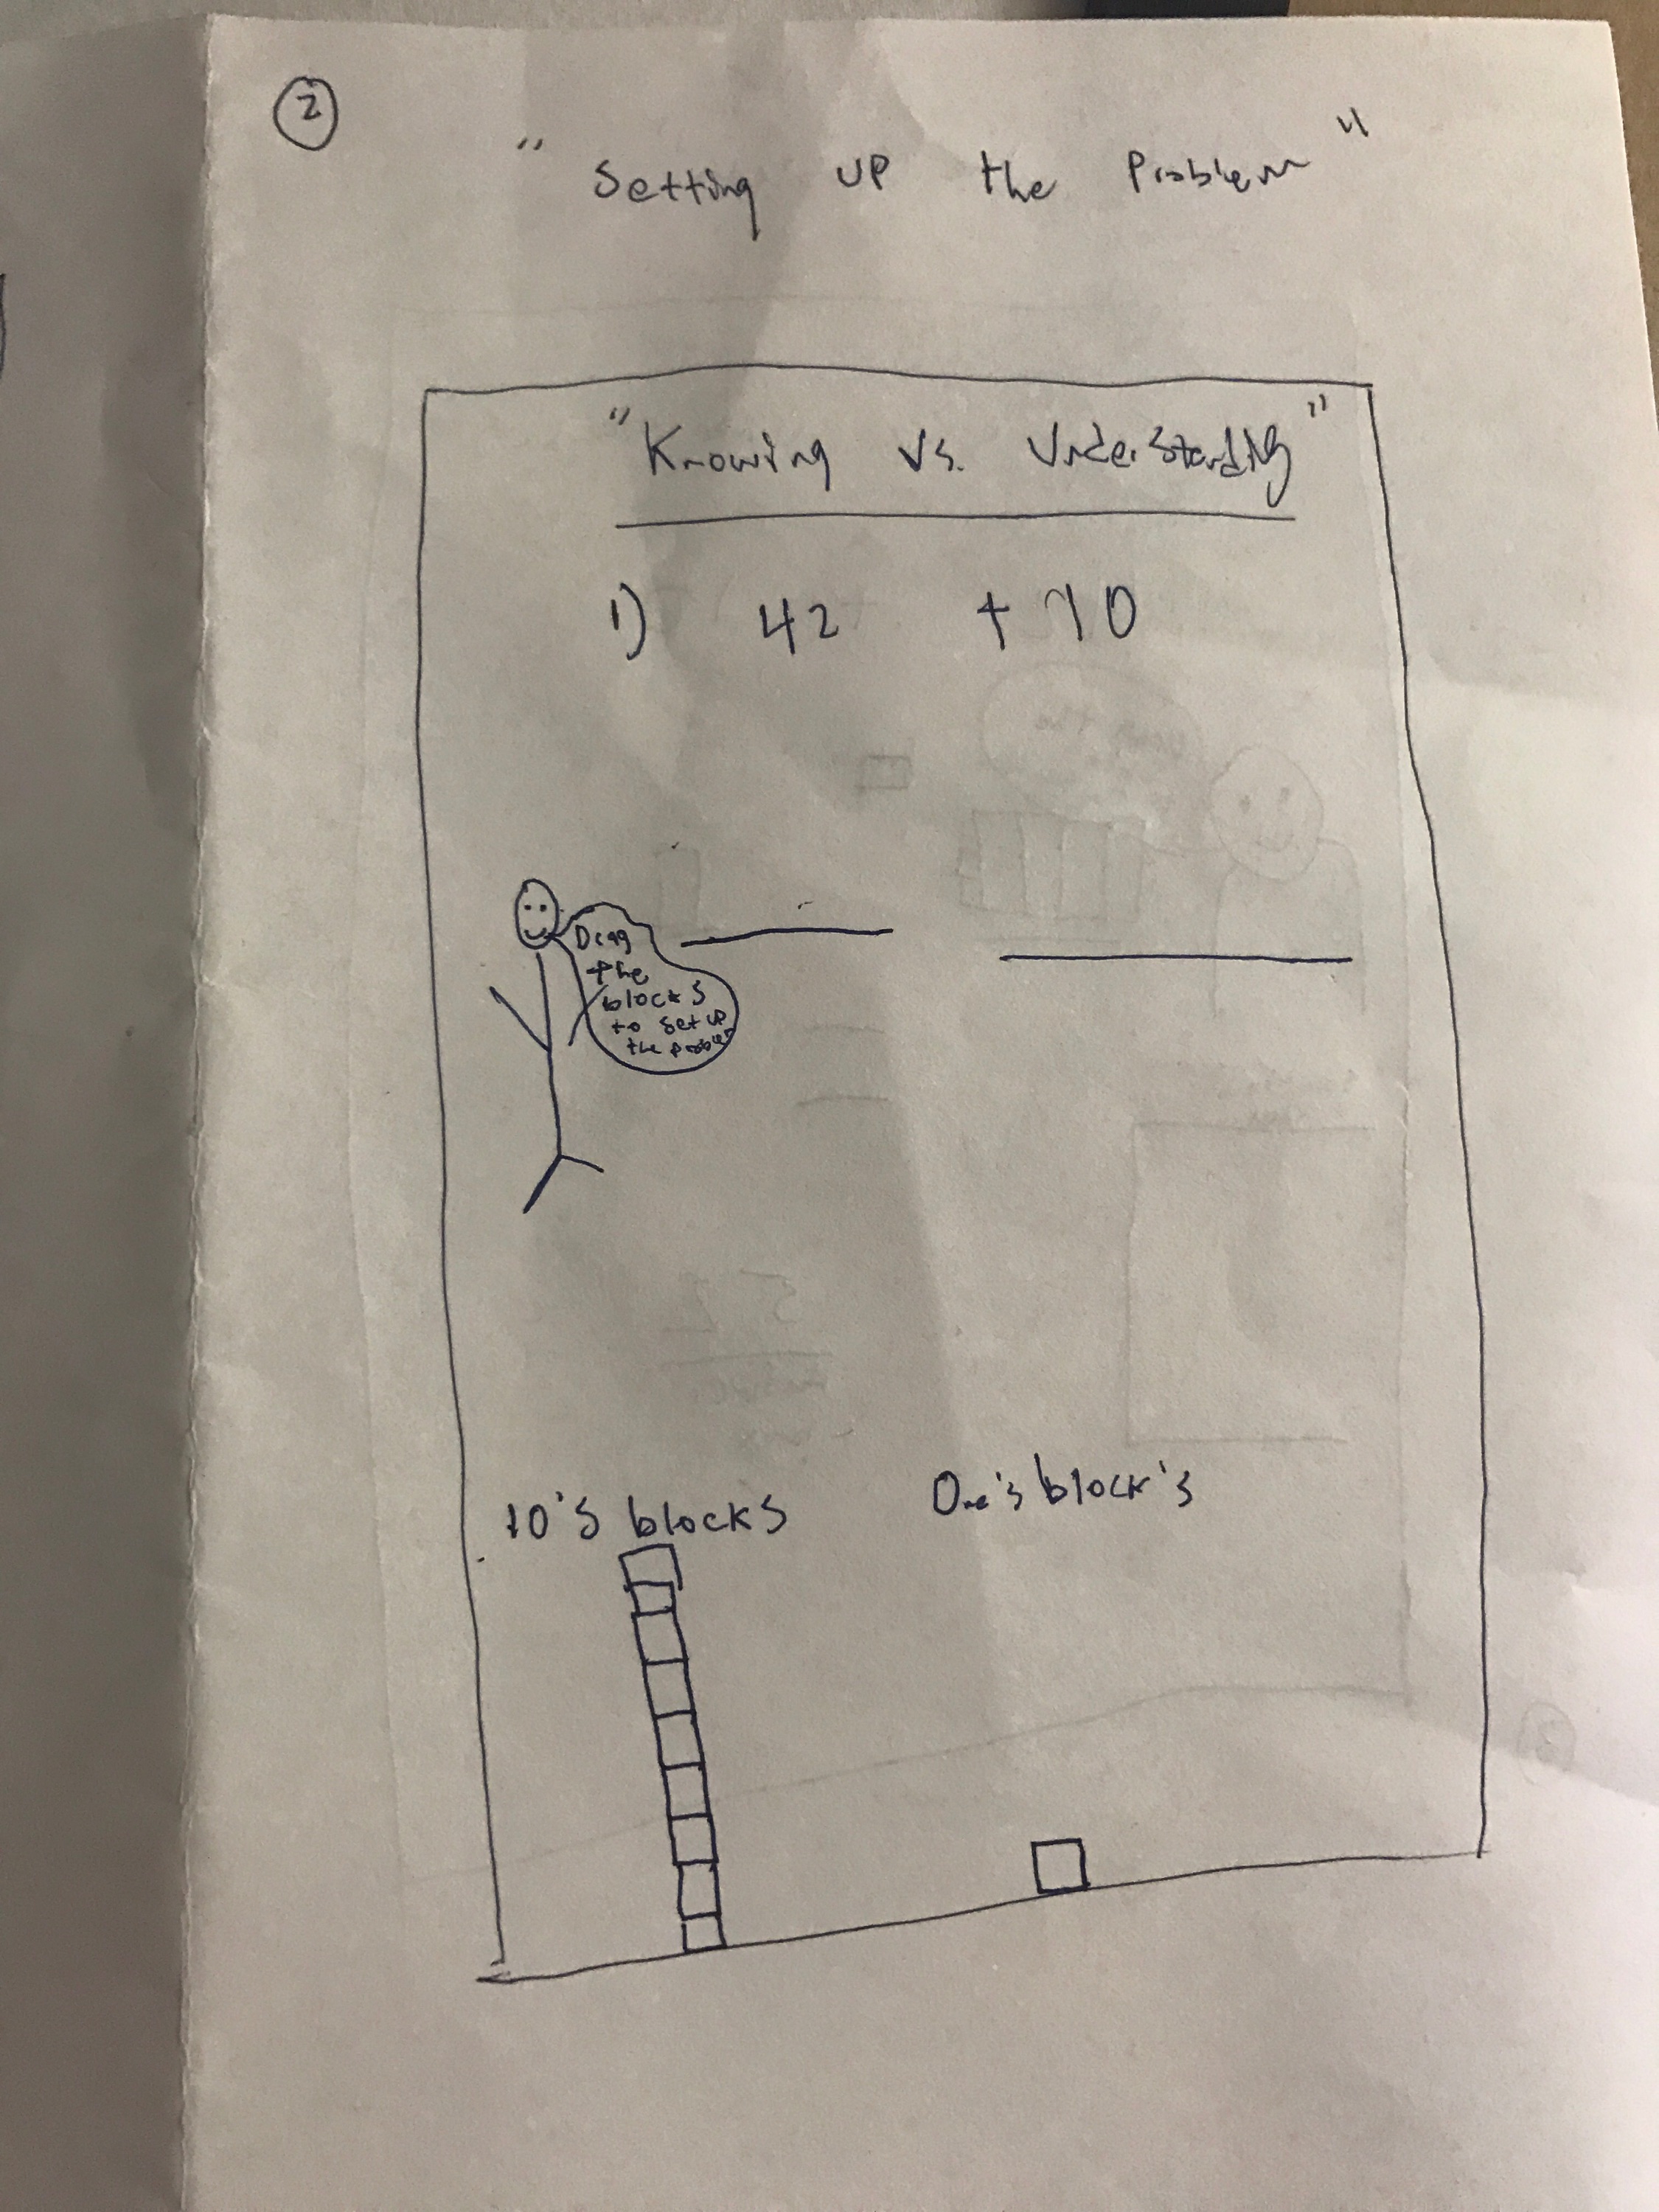 2
" Setting up the Problem "
"Knowing vs. Understanding"
1) 42 + 10
Drag
the
blocks
to set up
the problem
10's blocks
One's block's